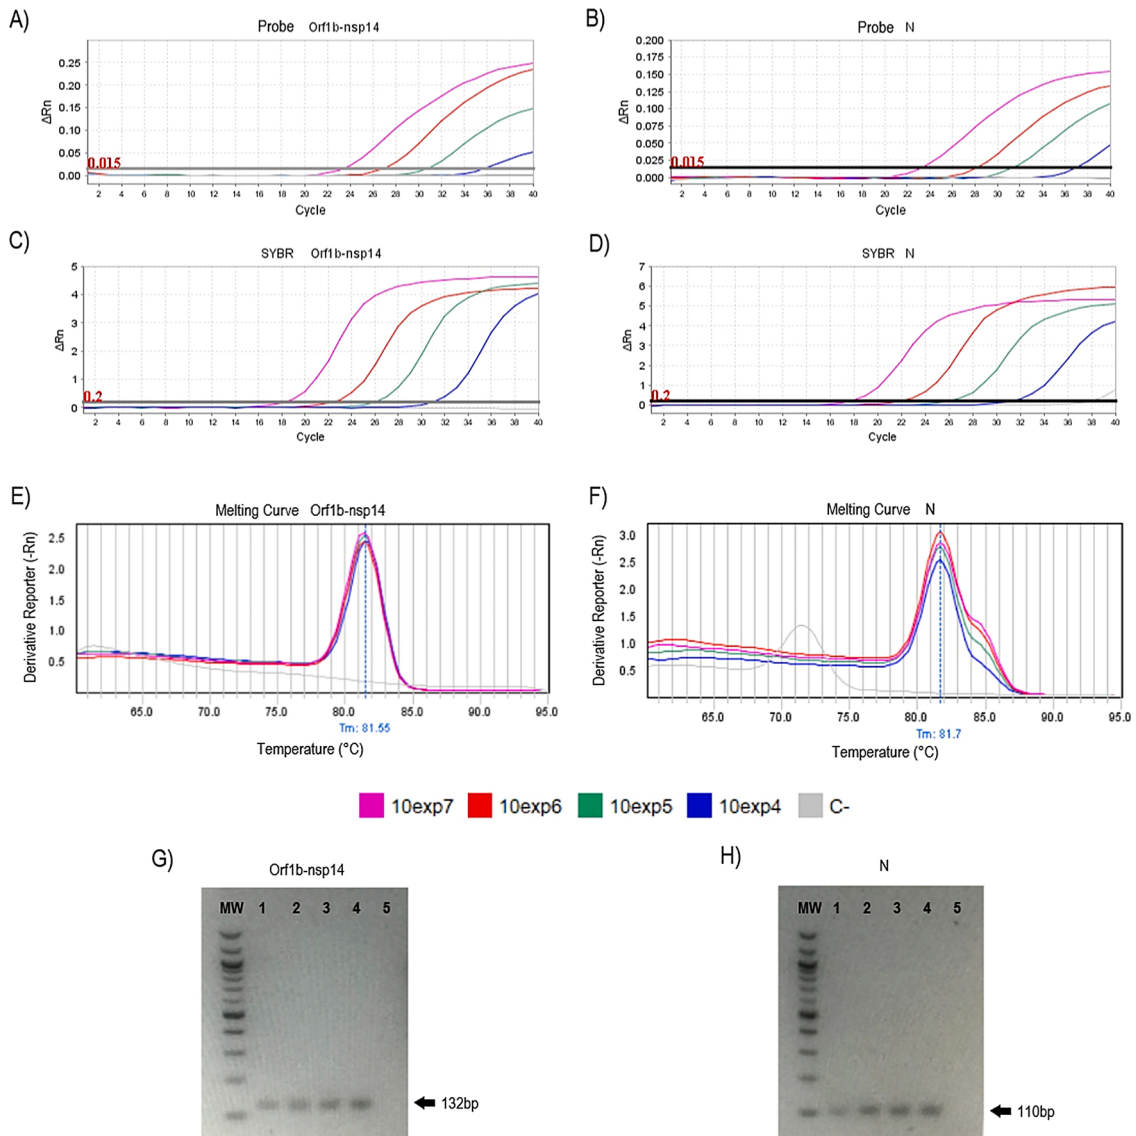 A)
Probe Orf1b-nsp14
ΔRn
0.25
0.20
0.15
0.10
0.05
0.00
0.015
2 4 6 8 10 12 14 16 18 20 22 24 26 28 30 32 34 36 38 40
Cycle
B)
Probe N
ΔRn
0.200
0.175
0.150
0.125
0.100
0.075
0.050
0.025
0.000
0.015
2 4 6 8 10 12 14 16 18 20 22 24 26 28 30 32 34 36 38 40
Cycle
C)
SYBR Orf1b-nsp14
ΔRn
5
4
3
2
1
0
0.2
2 4 6 8 10 12 14 16 18 20 22 24 26 28 30 32 34 36 38 40
Cycle
D)
SYBR N
ΔRn
7
6
5
4
3
2
1
0
0.2
2 4 6 8 10 12 14 16 18 20 22 24 26 28 30 32 34 36 38 40
Cycle
E)
Melting Curve Orf1b-nsp14
Derivative Reporter (-Rn)
2.5
2.0
1.5
1.0
0.5
65.0 70.0 75.0 80.0 85.0 90.0 95.0
Tm: 81.55
Temperature (°C)
F)
Melting Curve N
Derivative Reporter (-Rn)
3.0
2.5
2.0
1.5
1.0
0.5
65.0 70.0 75.0 80.0 85.0 90.0 95.0
Tm: 81.7
Temperature (°C)
10exp7 10exp6 10exp5 10exp4 C-
G)
Orf1b-nsp14
MW 1 2 3 4 5
132bp
H)
N
MW 1 2 3 4 5
110bp